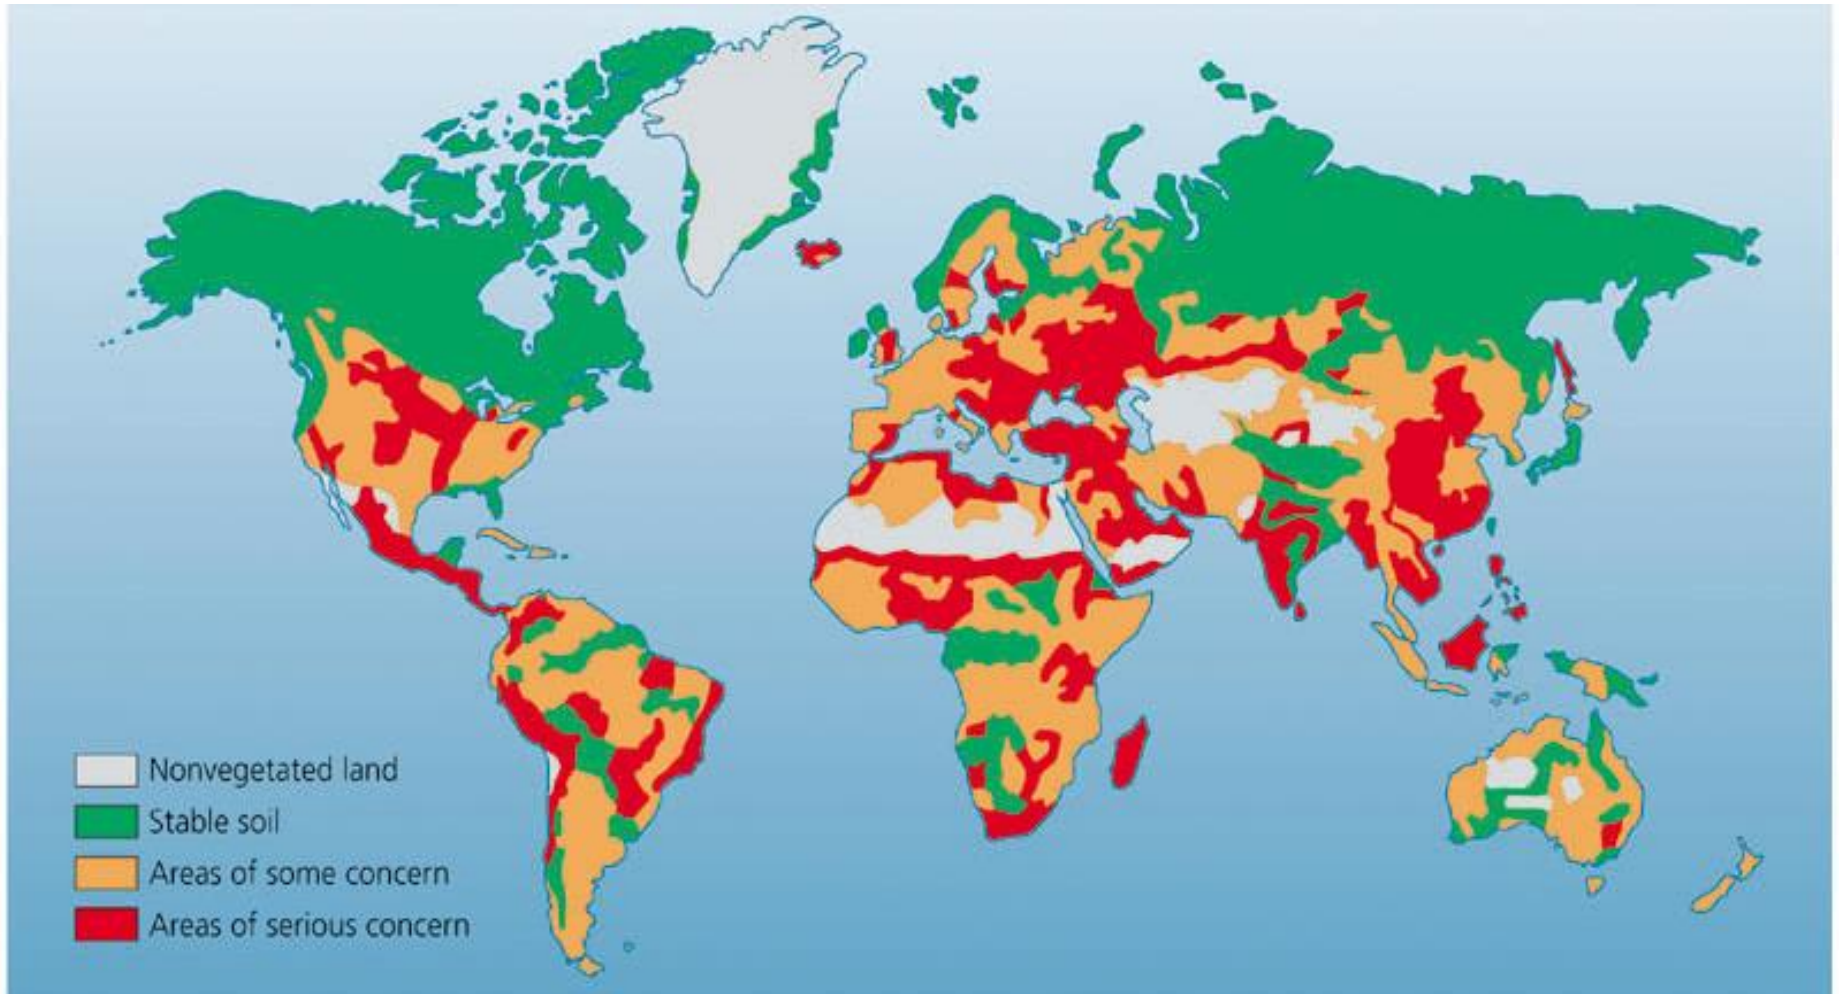 Nonvegetated land
Stable soil
Areas of some concern
Areas of serious concern